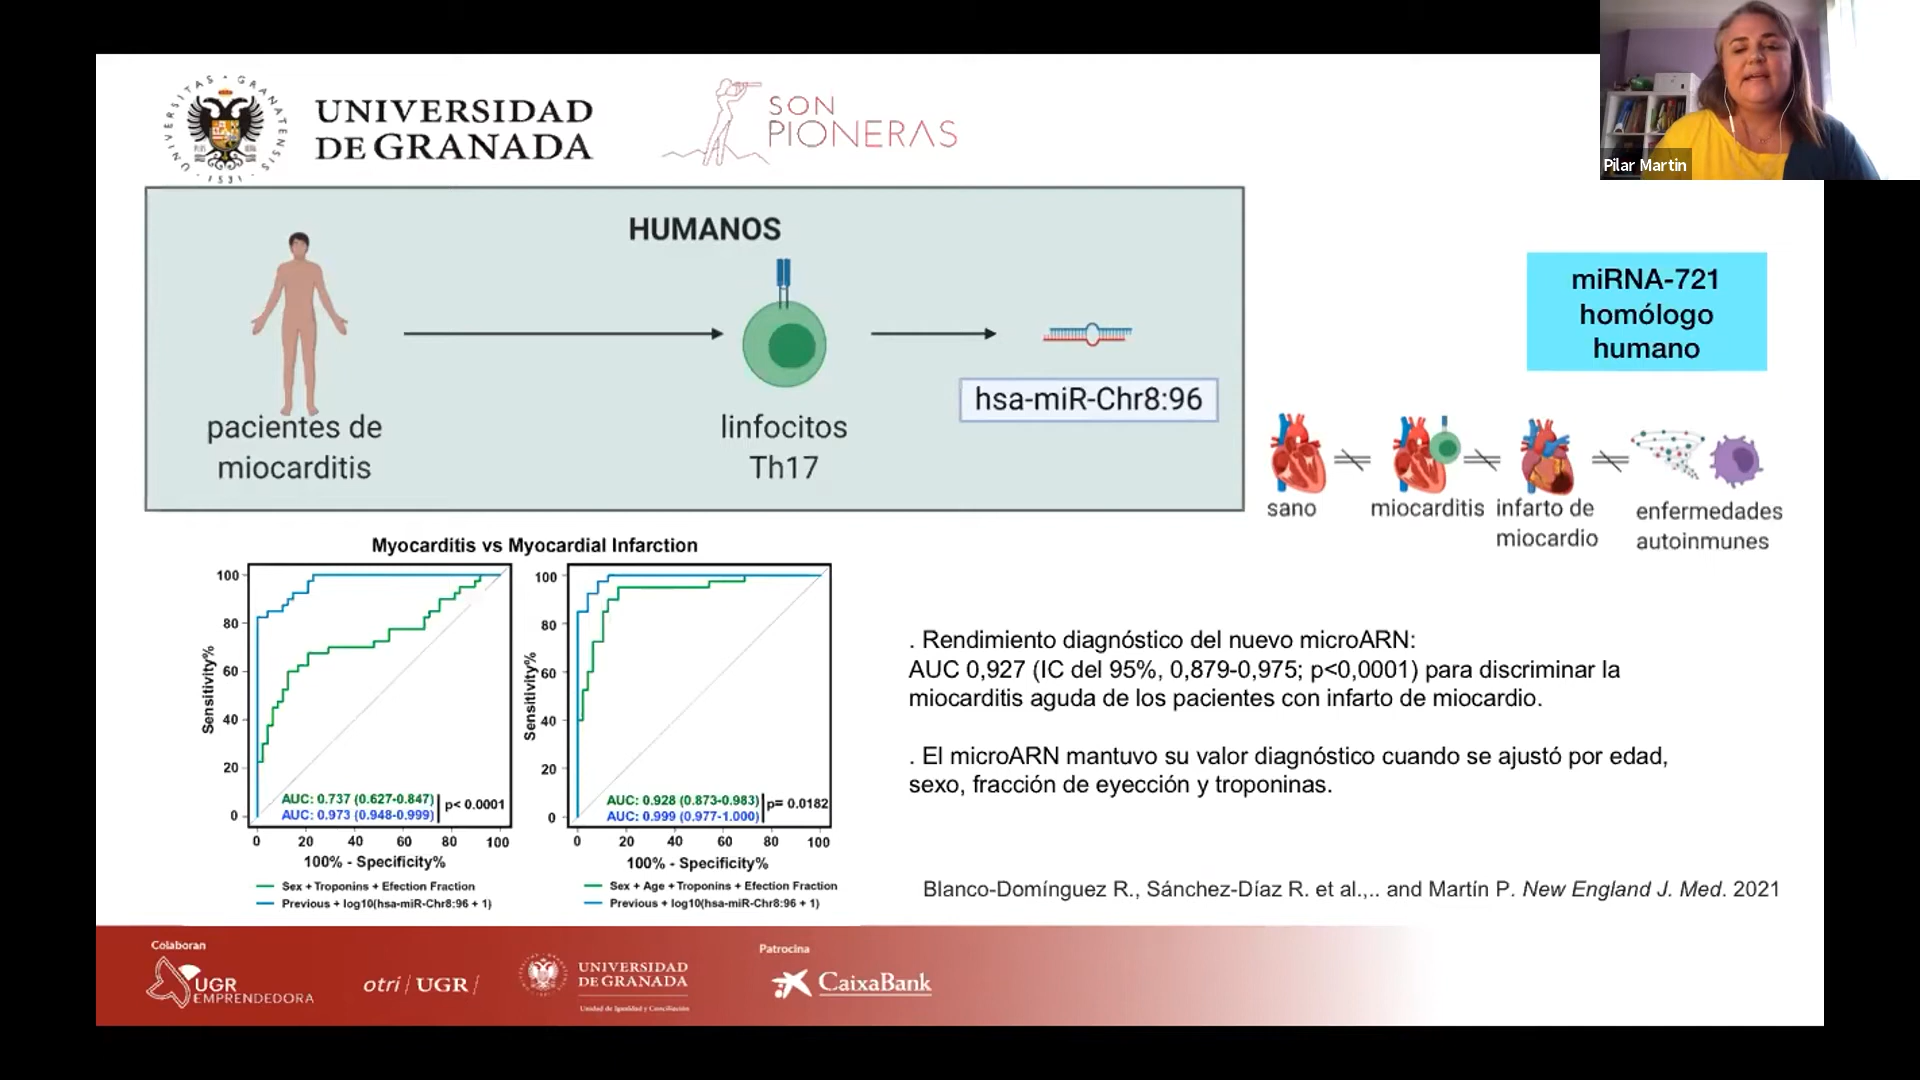 UNIVERSITAS · GRANATENSIS · 1531 ·
UNIVERSIDAD
DE GRANADA
SON
PIONERAS
Pilar Martin
HUMANOS
pacientes de
miocarditis
linfocitos
Th17
hsa-miR-Chr8:96
miRNA-721
homólogo
humano
sano
miocarditis
infarto de
miocardio
enfermedades
autoinmunes
Myocarditis vs Myocardial Infarction
Sensitivity%
100
80
60
40
20
0
AUC: 0.737 (0.627-0.847)
AUC: 0.973 (0.948-0.999)
p< 0.0001
0 20 40 60 80 100
100% - Specificity%
Sex + Troponins + Efection Fraction
Previous + log10(hsa-miR-Chr8:96 + 1)
Sensitivity%
100
80
60
40
20
0
AUC: 0.928 (0.873-0.983)
AUC: 0.999 (0.977-1.000)
p= 0.0182
0 20 40 60 80 100
100% - Specificity%
Sex + Age + Troponins + Efection Fraction
Previous + log10(hsa-miR-Chr8:96 + 1)
. Rendimiento diagnóstico del nuevo microARN:
AUC 0,927 (IC del 95%, 0,879-0,975; p<0,0001) para discriminar la
miocarditis aguda de los pacientes con infarto de miocardio.
. El microARN mantuvo su valor diagnóstico cuando se ajustó por edad,
sexo, fracción de eyección y troponinas.
Blanco-Domínguez R., Sánchez-Díaz R. et al.,.. and Martín P. New England J. Med. 2021
Colaboran
UGR
EMPRENDEDORA
otri/UGR/
UNIVERSIDAD
DE GRANADA
Unidad de Igualdad y Conciliación
Patrocina
CaixaBank